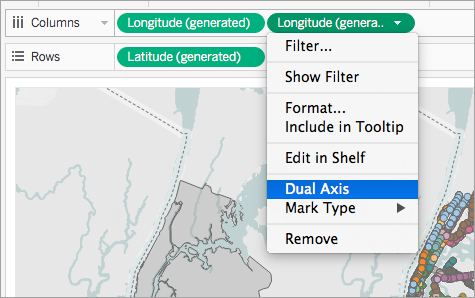 Columns Longitude (generated) Longitude (genera..
Rows Latitude (generated)
Filter...
Show Filter
Format...
Include in Tooltip
Edit in Shelf
Dual Axis
Mark Type
Remove